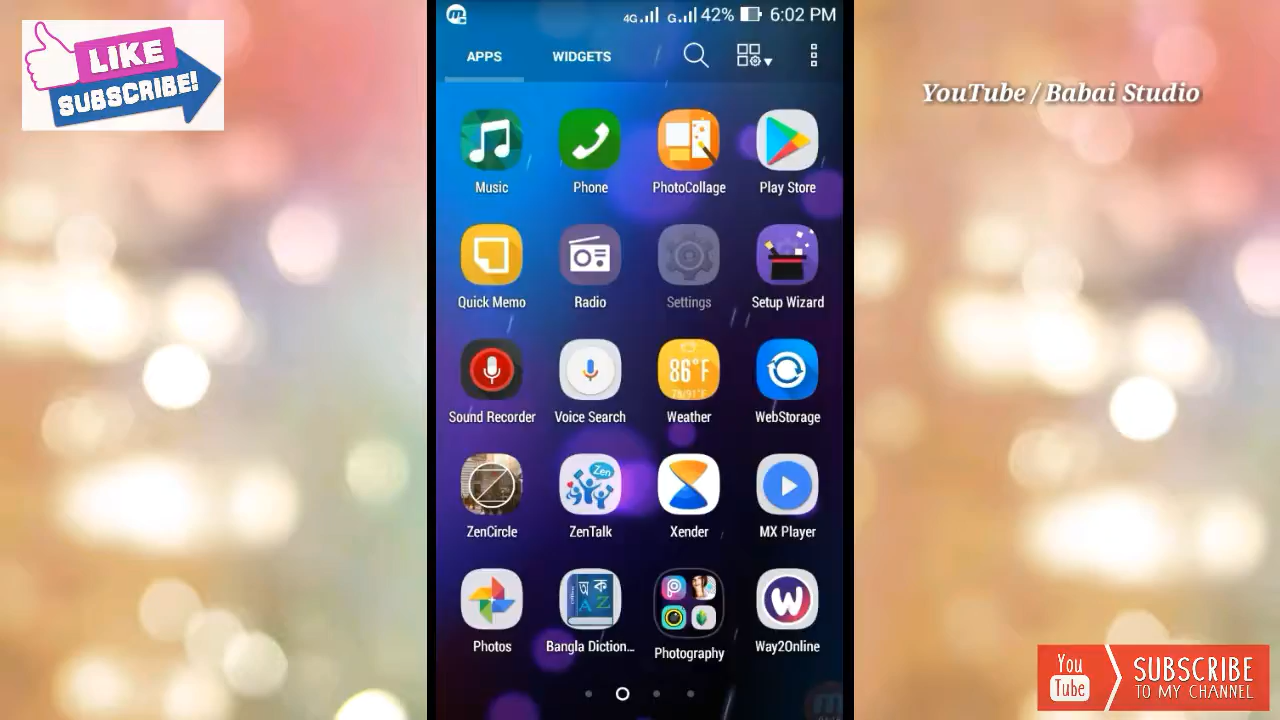 LIKE
SUBSCRIBE!
4G G 42% 6:02 PM
APPS WIDGETS
YouTube / Babai Studio
Music Phone PhotoCollage Play Store
Quick Memo Radio Settings Setup Wizard
86°F
Sound Recorder Voice Search Weather WebStorage
Zen
ZenCircle ZenTalk Xender MX Player
অ ক
A Z
W
Photos Bangla Diction... Photography Way2Online
You
Tube
SUBSCRIBE
TO MY CHANNEL